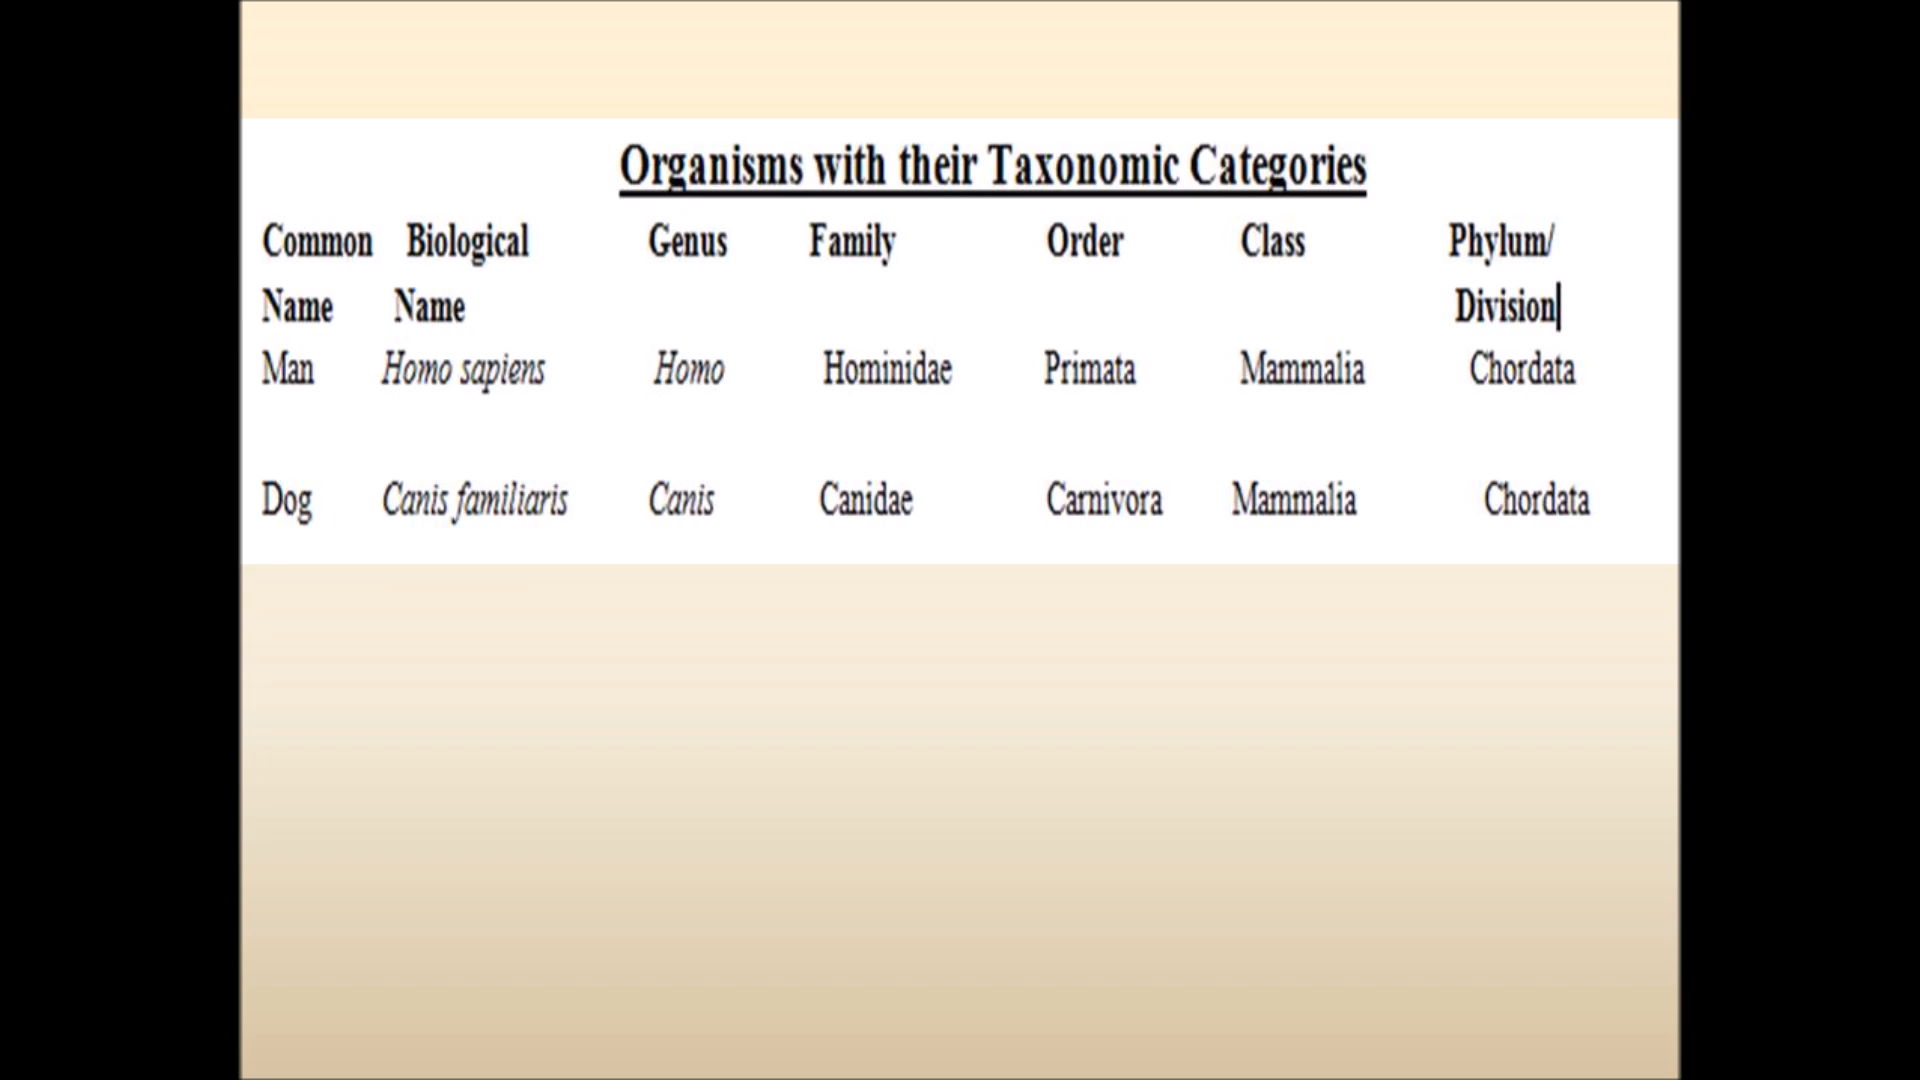 Organisms with their Taxonomic Categories
Common Biological Genus Family Order Class Phylum/
Name Name Division
Man Homo sapiens Homo Hominidae Primata Mammalia Chordata
Dog Canis familiaris Canis Canidae Carnivora Mammalia Chordata